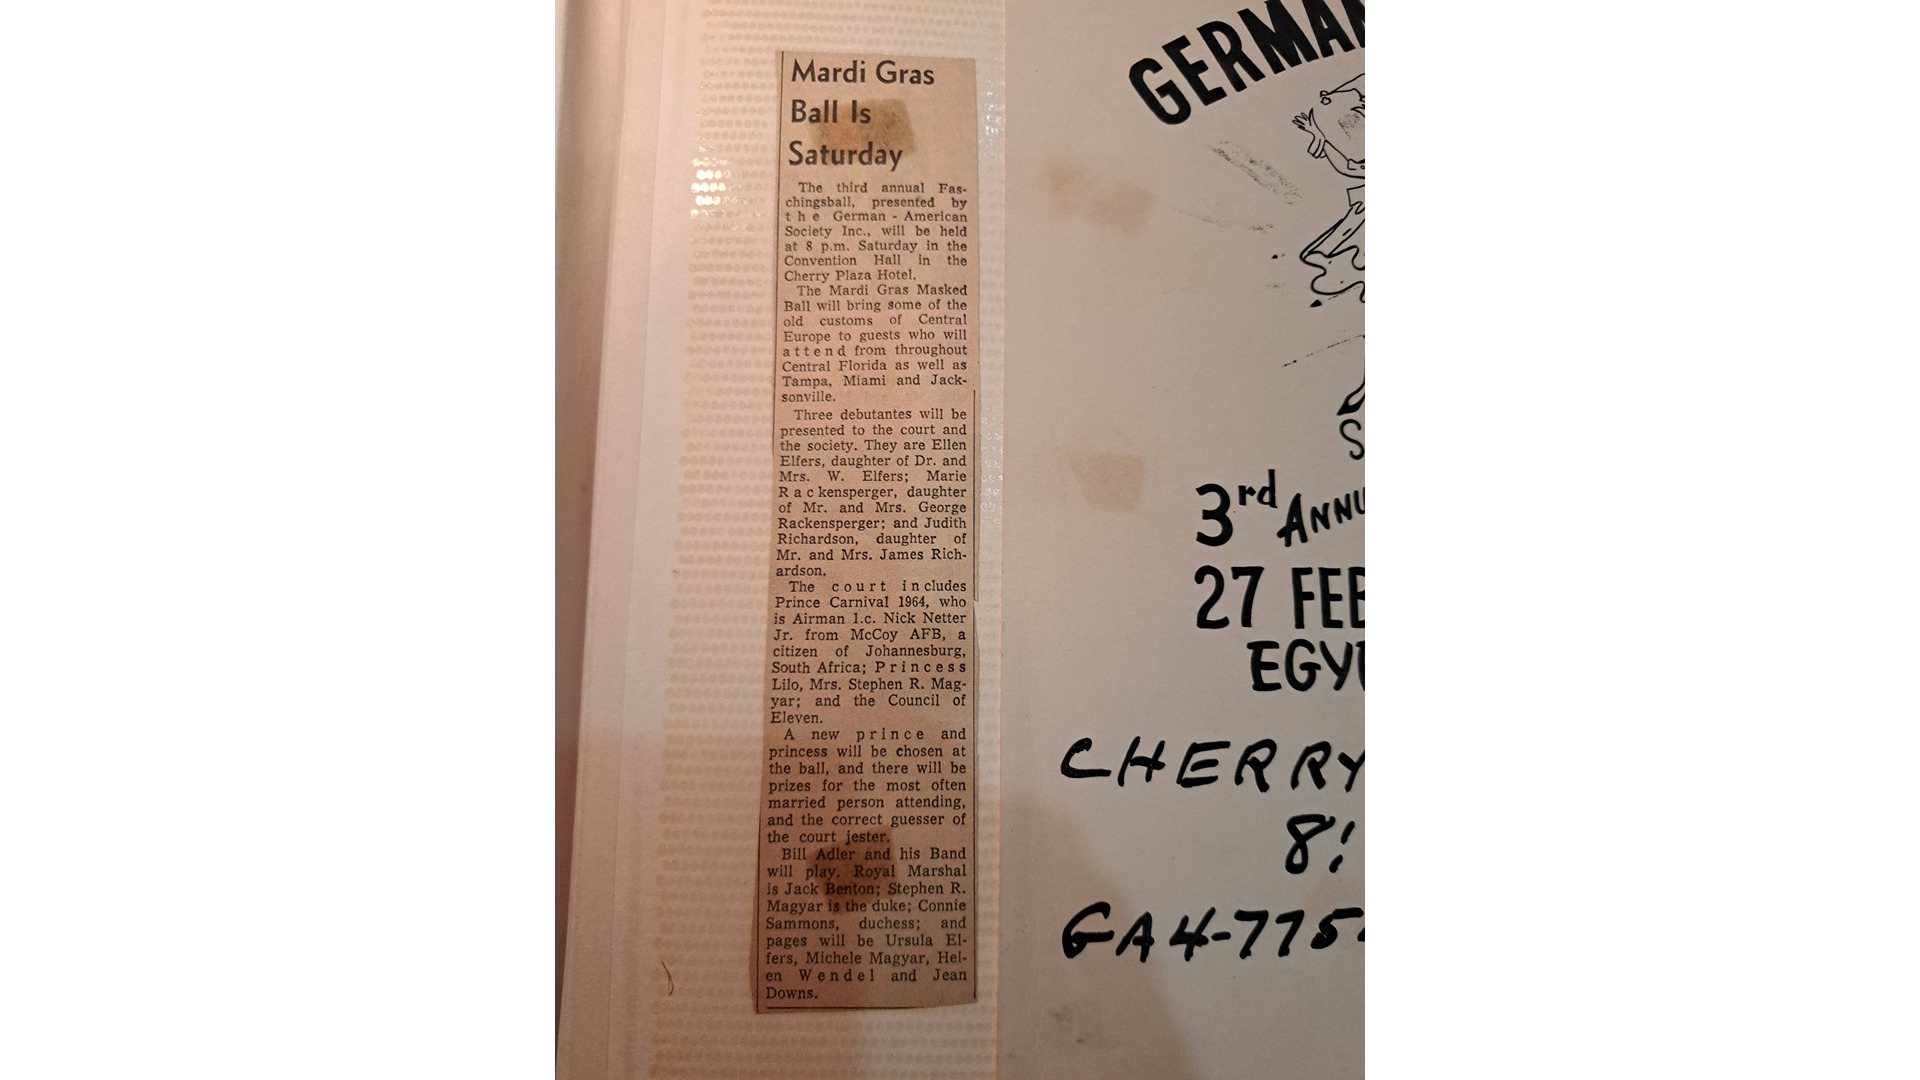 Mardi Gras
Ball Is
Saturday
The third annual Fas-
chingsball, presented by
the German - American
Society Inc., will be held
at 8 p.m. Saturday in the
Convention Hall in the
Cherry Plaza Hotel.
The Mardi Gras Masked
Ball will bring some of the
old customs of Central
Europe to guests who will
attend from throughout
Central Florida as well as
Tampa, Miami and Jack-
sonville.
Three debutantes will be
presented to the court and
the society. They are Ellen
Elfers, daughter of Dr. and
Mrs. W. Elfers; Marie
Rackensperger, daughter
of Mr. and Mrs. George
Rackensperger; and Judith
Richardson, daughter of
Mr. and Mrs. James Rich-
ardson.
The court includes
Prince Carnival 1964, who
is Airman 1.c. Nick Netter
Jr. from McCoy AFB, a
citizen of Johannesburg,
South Africa; Princess
Lilo, Mrs. Stephen R. Mag-
yar; and the Council of
Eleven.
A new prince and
princess will be chosen at
the ball, and there will be
prizes for the most often
married person attending,
and the correct guesser of
the court jester.
Bill Adler and his Band
will play. Royal Marshal
is Jack Benton; Stephen R.
Magyar is the duke; Connie
Sammons, duchess; and
pages will be Ursula El-
fers, Michele Magyar, Hel-
en Wendel and Jean
Downs.
GERMAN
S
3rd ANNU
27 FEB
EGY
CHERRY
8:
GA4-775